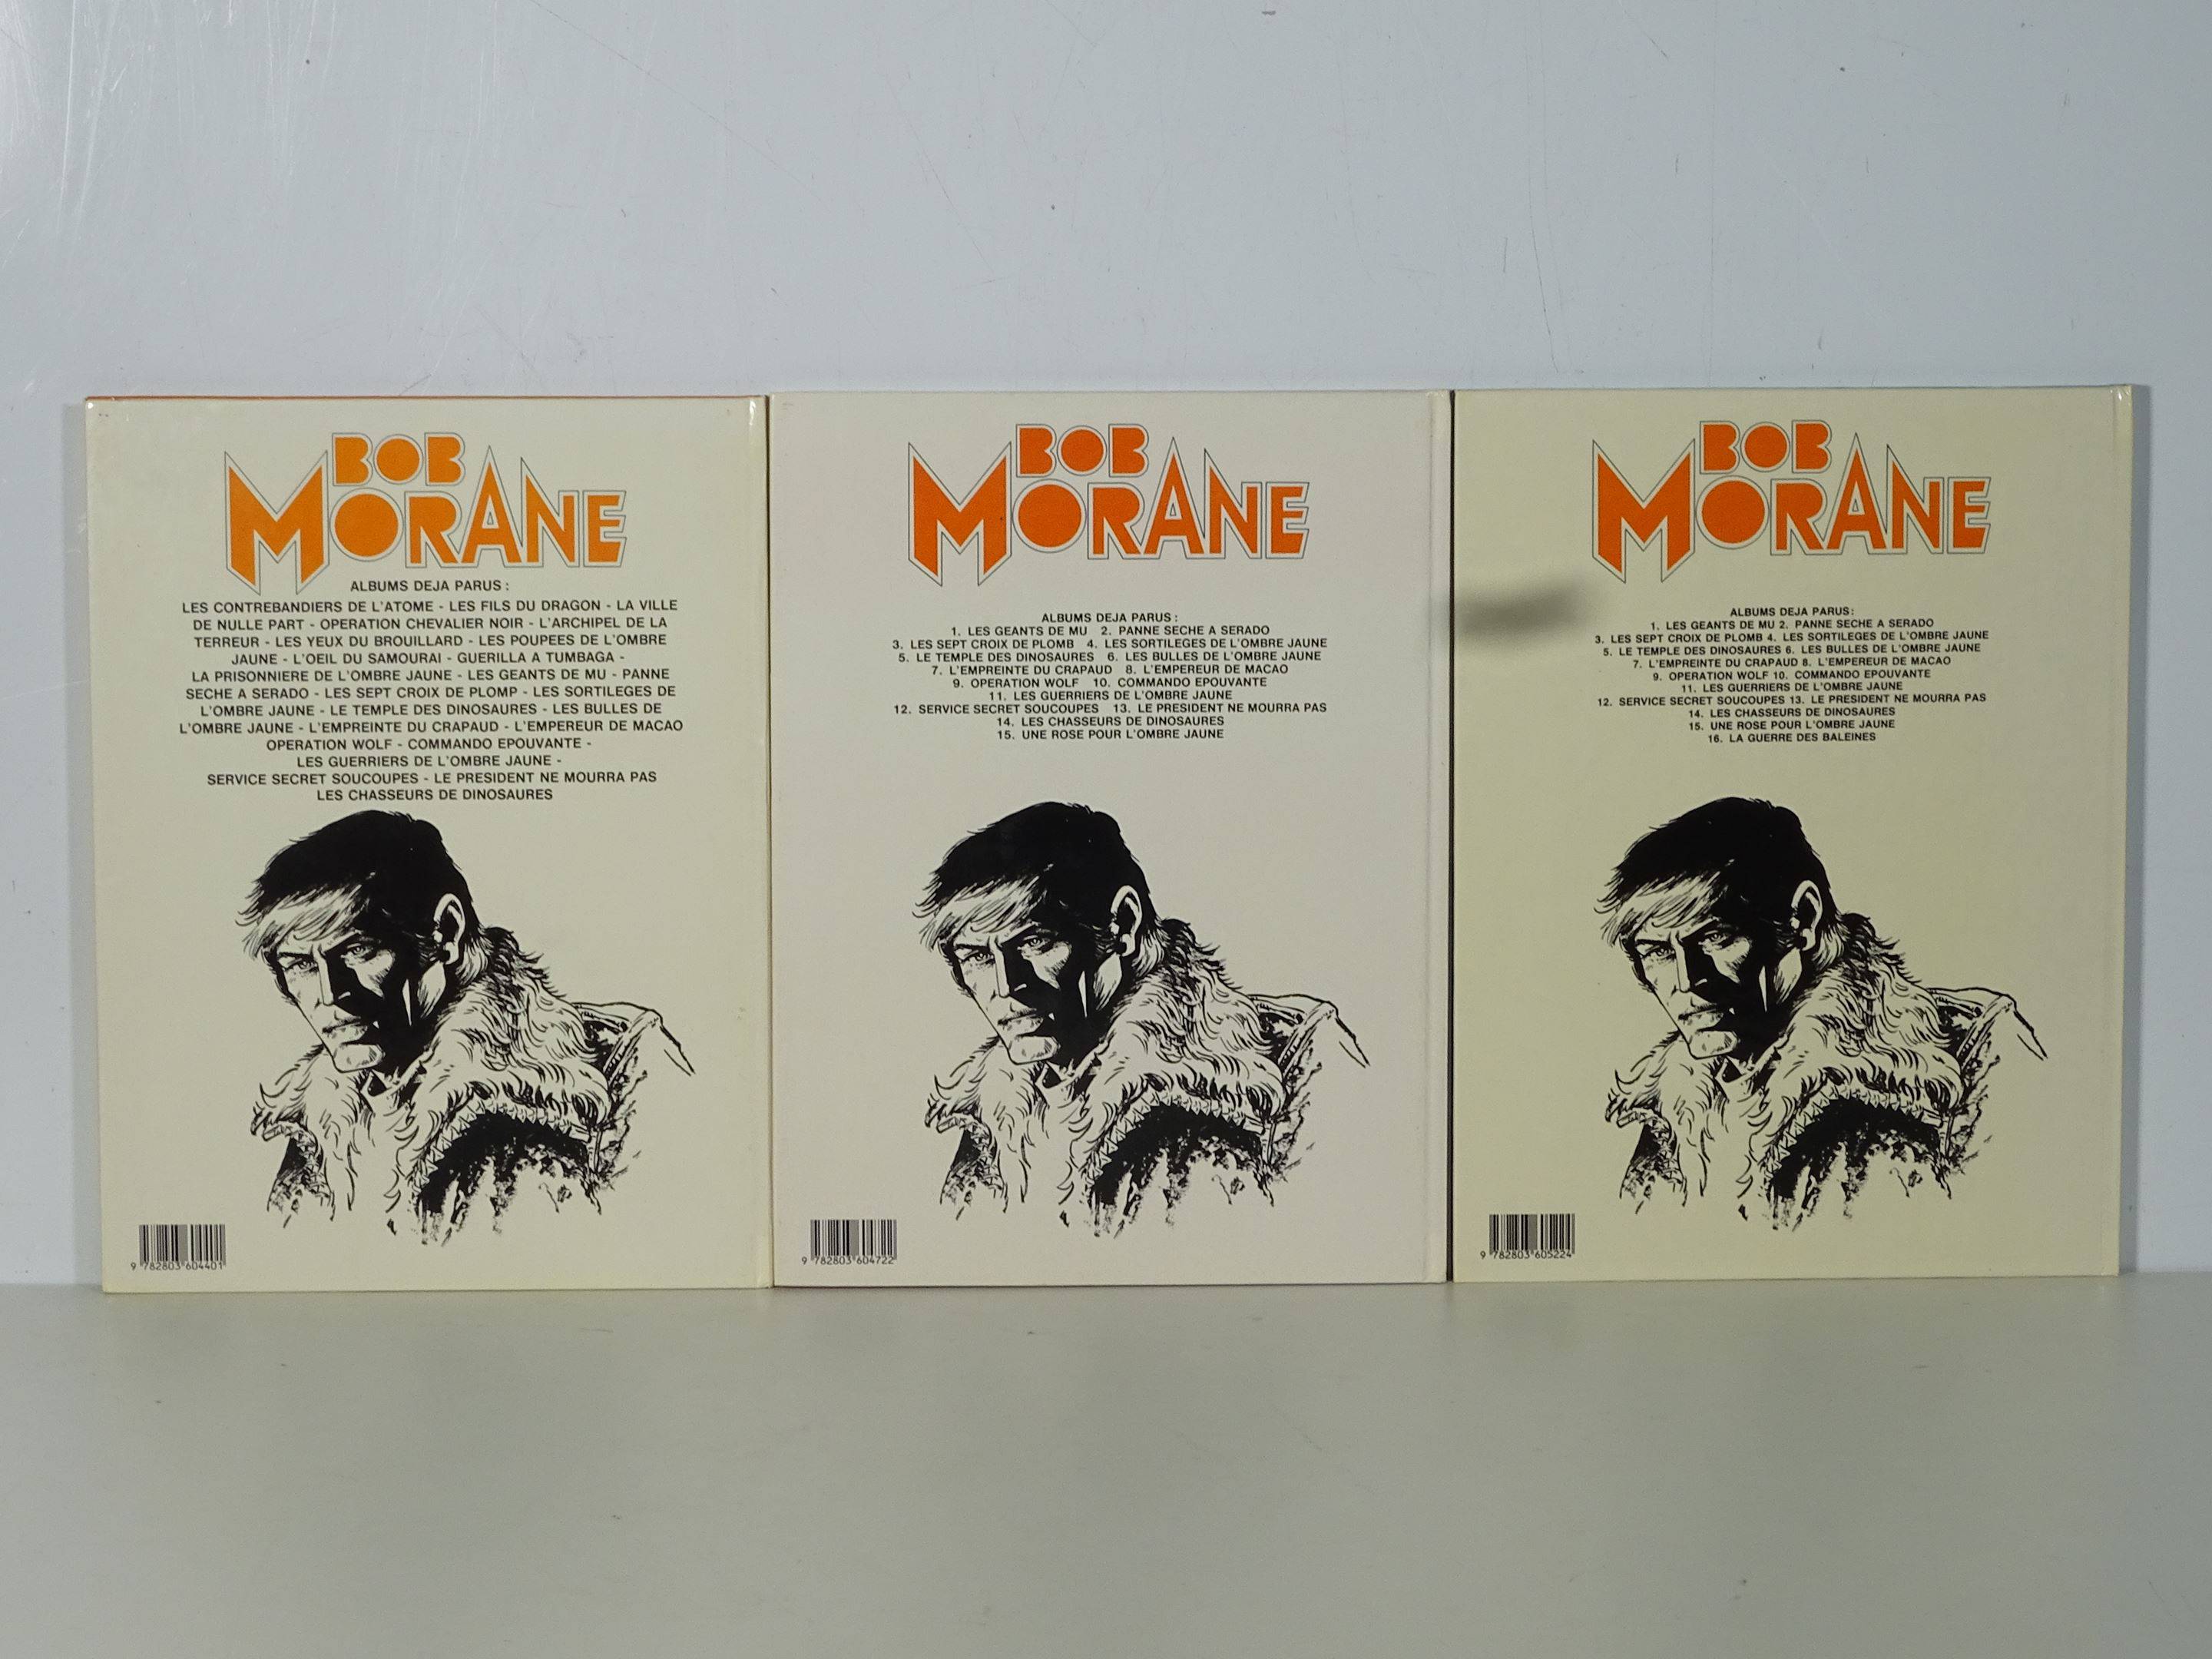 BOB
MORANE
ALBUMS DEJA PARUS :
LES CONTREBANDIERS DE L'ATOME - LES FILS DU DRAGON - LA VILLE
DE NULLE PART - OPERATION CHEVALIER NOIR - L'ARCHIPEL DE LA
TERREUR - LES YEUX DU BROUILLARD - LES POUPEES DE L'OMBRE
JAUNE - L'OEIL DU SAMOURAI - GUERILLA A TUMBAGA -
LA PRISONNIERE DE L'OMBRE JAUNE - LES GEANTS DE MU - PANNE
SECHE A SERADO - LES SEPT CROIX DE PLOMP - LES SORTILEGES DE
L'OMBRE JAUNE - LE TEMPLE DES DINOSAURES - LES BULLES DE
L'OMBRE JAUNE - L'EMPREINTE DU CRAPAUD - L'EMPEREUR DE MACAO
OPERATION WOLF - COMMANDO EPOUVANTE -
LES GUERRIERS DE L'OMBRE JAUNE -
SERVICE SECRET SOUCOUPES - LE PRESIDENT NE MOURRA PAS
LES CHASSEURS DE DINOSAURES
9 782803 604401
BOB
MORANE
ALBUMS DEJA PARUS :
1. LES GEANTS DE MU 2. PANNE SECHE A SERADO
3. LES SEPT CROIX DE PLOMB 4. LES SORTILEGES DE L'OMBRE JAUNE
5. LE TEMPLE DES DINOSAURES 6. LES BULLES DE L'OMBRE JAUNE
7. L'EMPREINTE DU CRAPAUD 8. L'EMPEREUR DE MACAO
9. OPERATION WOLF 10. COMMANDO EPOUVANTE
11. LES GUERRIERS DE L'OMBRE JAUNE
12. SERVICE SECRET SOUCOUPES 13. LE PRESIDENT NE MOURRA PAS
14. LES CHASSEURS DE DINOSAURES
15. UNE ROSE POUR L'OMBRE JAUNE
9 782803 604722
BOB
MORANE
ALBUMS DEJA PARUS :
1. LES GEANTS DE MU 2. PANNE SECHE A SERADO
3. LES SEPT CROIX DE PLOMB 4. LES SORTILEGES DE L'OMBRE JAUNE
5. LE TEMPLE DES DINOSAURES 6. LES BULLES DE L'OMBRE JAUNE
7. L'EMPREINTE DU CRAPAUD 8. L'EMPEREUR DE MACAO
9. OPERATION WOLF 10. COMMANDO EPOUVANTE
11. LES GUERRIERS DE L'OMBRE JAUNE
12. SERVICE SECRET SOUCOUPES 13. LE PRESIDENT NE MOURRA PAS
14. LES CHASSEURS DE DINOSAURES
15. UNE ROSE POUR L'OMBRE JAUNE
16. LA GUERRE DES BALEINES
9 782803 605224